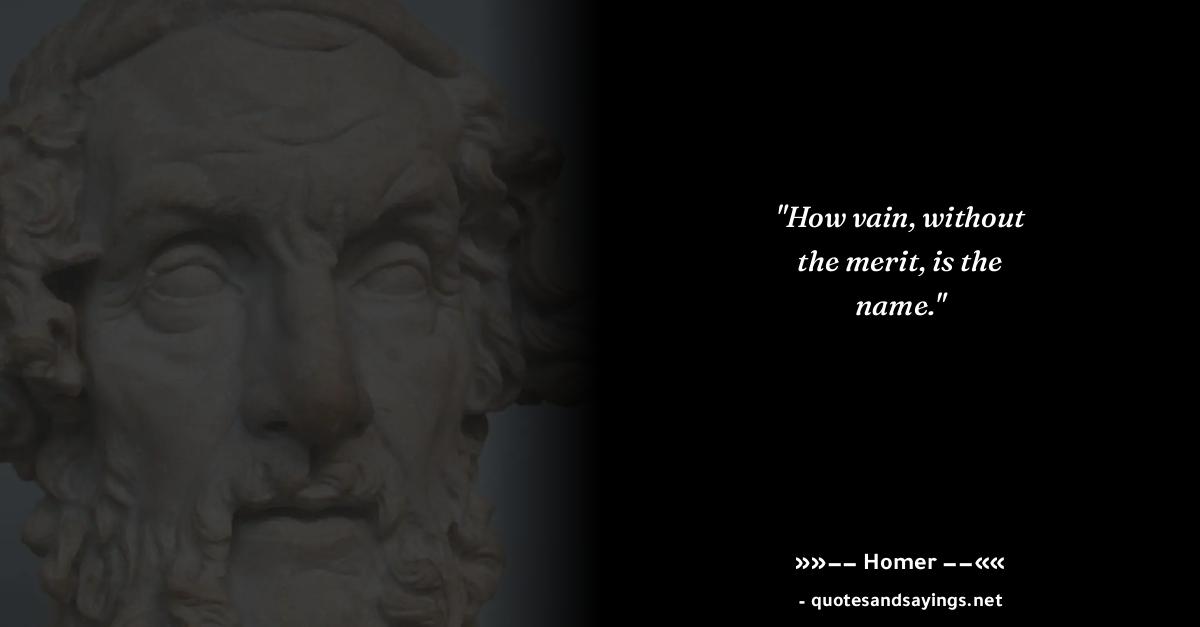 "How vain, without
the merit, is the
name."
»»–– Homer ––««
- quotesandsayings.net